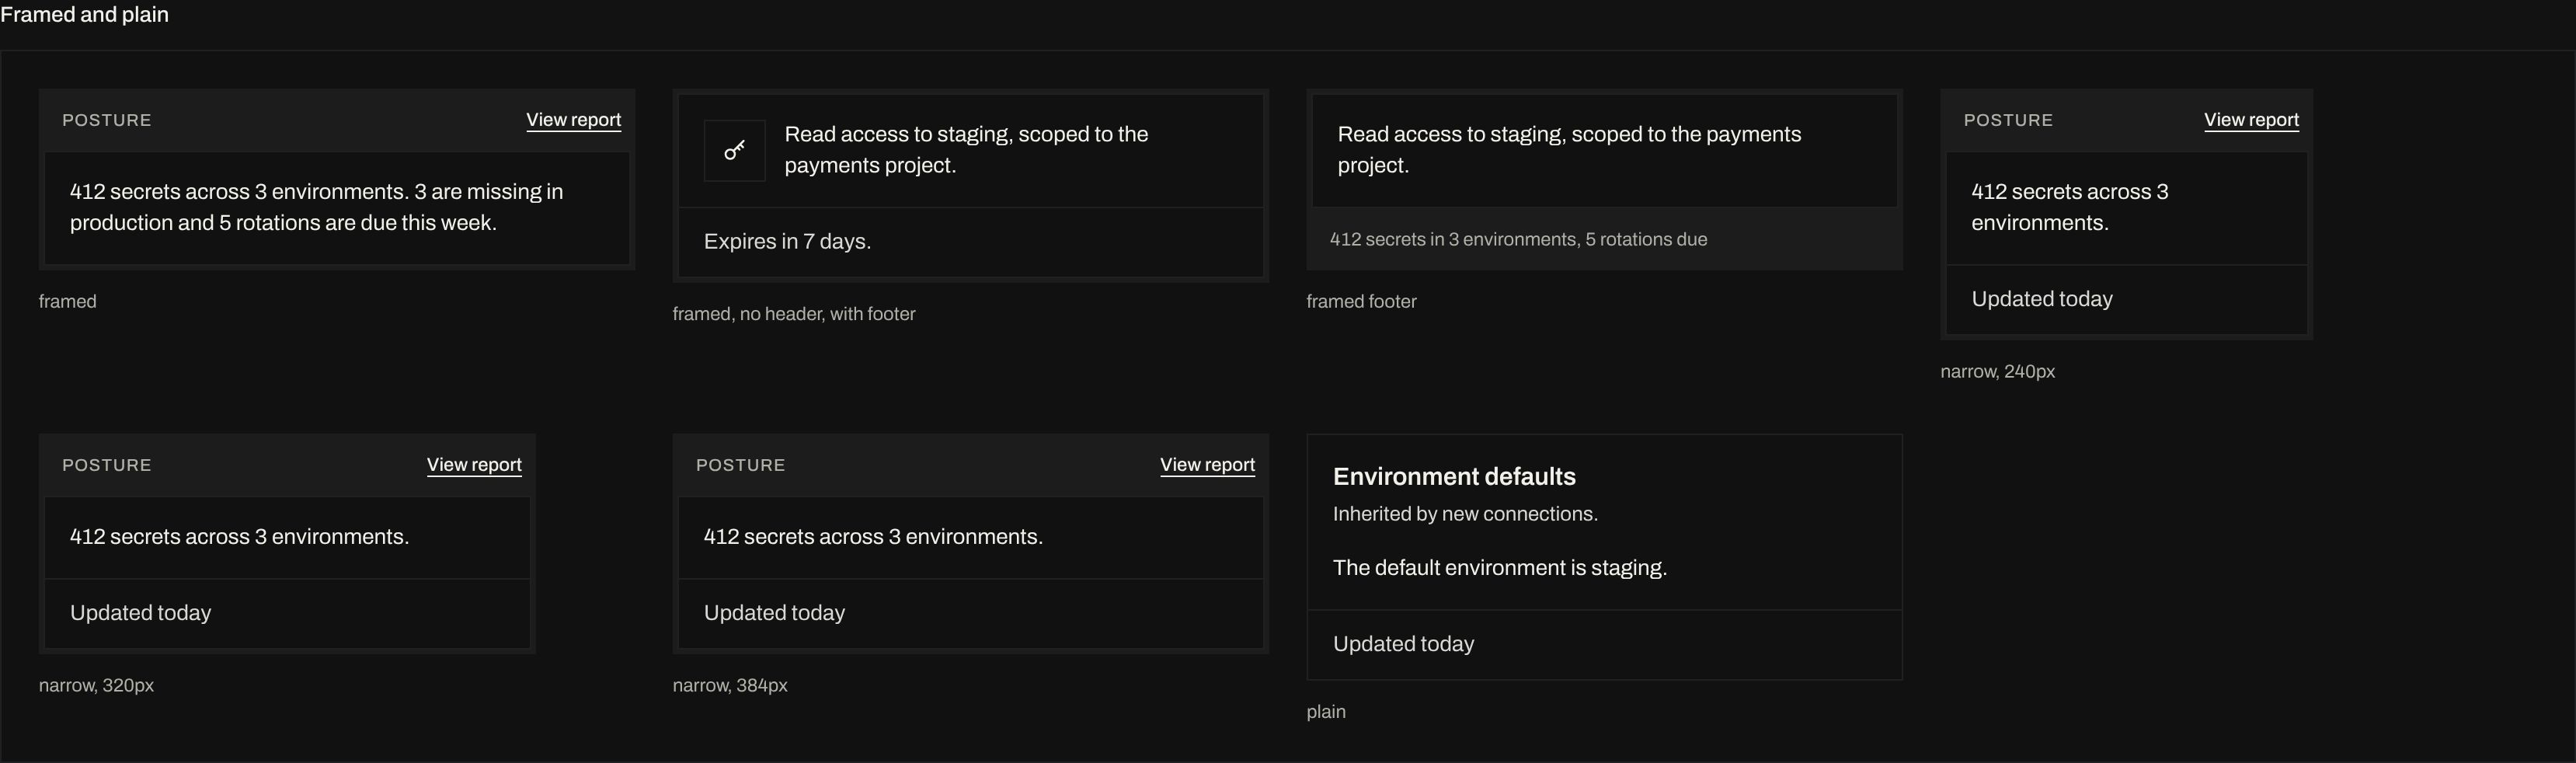 Framed and plain
POSTURE
View report
412 secrets across 3 environments. 3 are missing in
production and 5 rotations are due this week.
framed
Read access to staging, scoped to the
payments project.
Expires in 7 days.
framed, no header, with footer
Read access to staging, scoped to the payments
project.
412 secrets in 3 environments, 5 rotations due
framed footer
POSTURE
View report
412 secrets across 3
environments.
Updated today
narrow, 240px
POSTURE
View report
412 secrets across 3 environments.
Updated today
narrow, 320px
POSTURE
View report
412 secrets across 3 environments.
Updated today
narrow, 384px
Environment defaults
Inherited by new connections.
The default environment is staging.
Updated today
plain